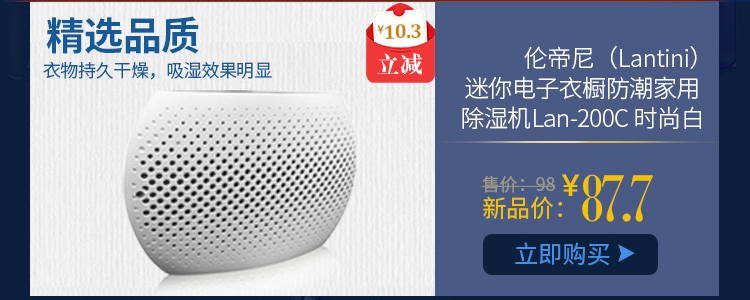 精选品质
衣物持久干燥，吸湿效果明显
¥10.3
立减
伦帝尼（Lantini）
迷你电子衣橱防潮家用
除湿机Lan-200C 时尚白
售价：98
新品价：¥87.7
立即购买